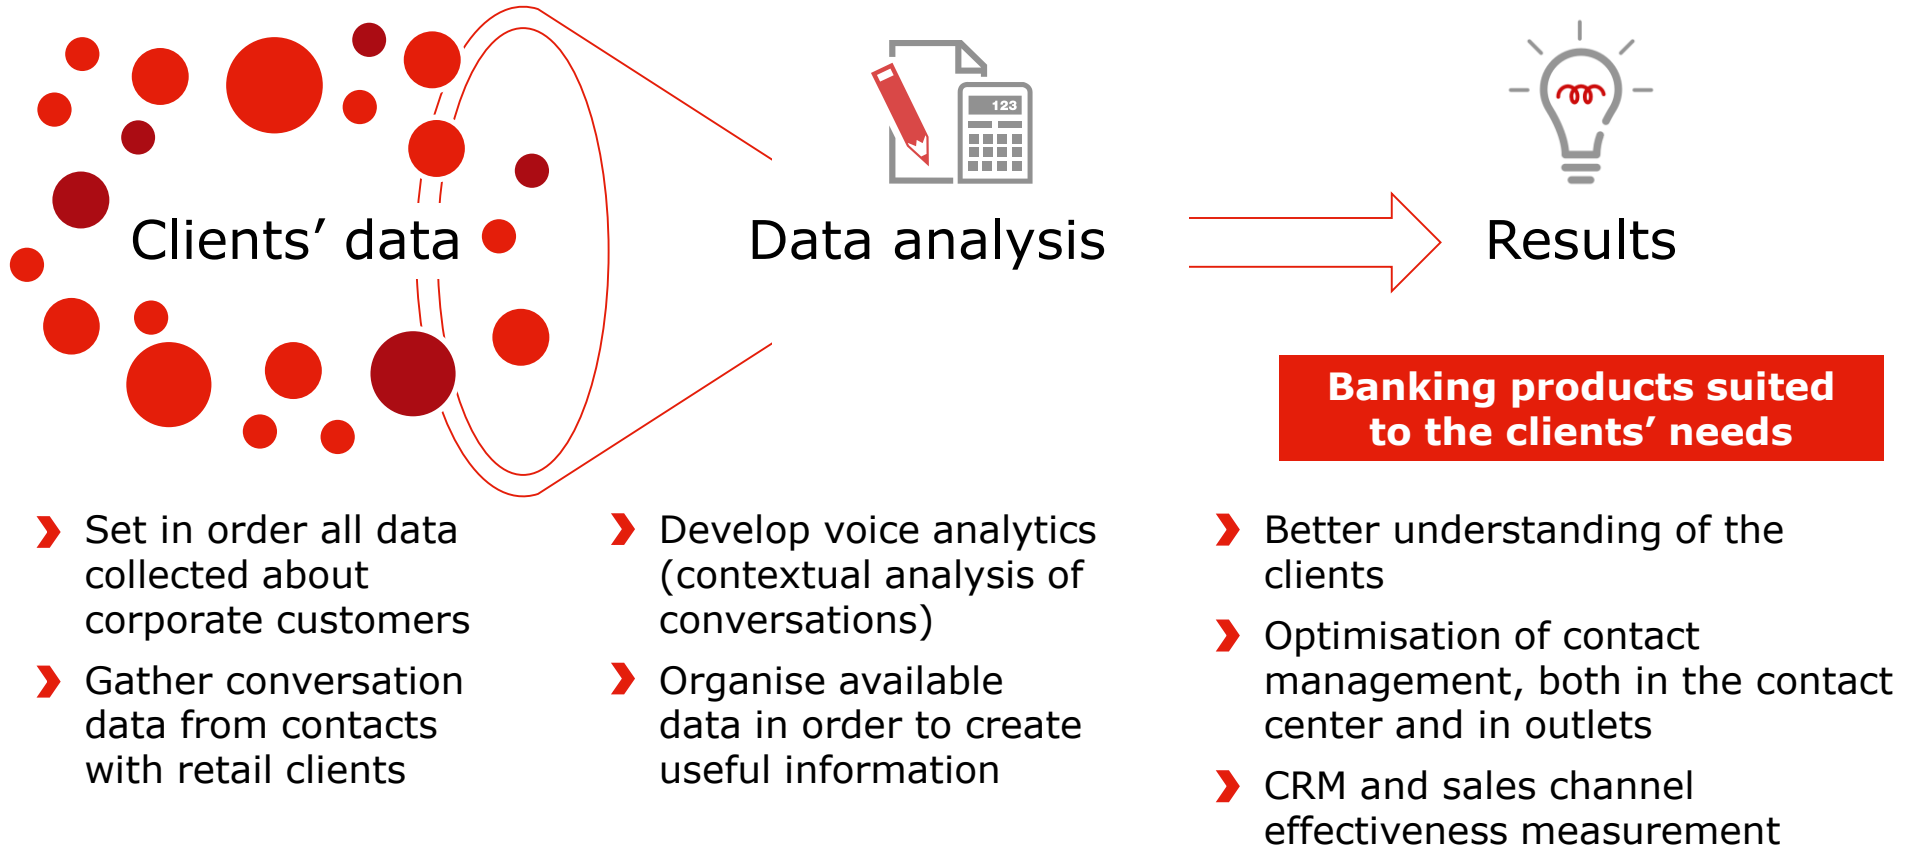 123
Clients’ data
Data analysis
Results
Banking products suited
to the clients’ needs
Set in order all data
collected about
corporate customers
Gather conversation
data from contacts
with retail clients
Develop voice analytics
(contextual analysis of
conversations)
Organise available
data in order to create
useful information
Better understanding of the
clients
Optimisation of contact
management, both in the contact
center and in outlets
CRM and sales channel
effectiveness measurement